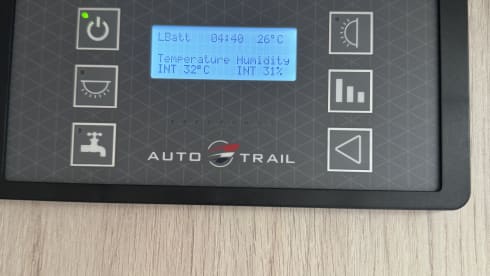 LBatt 04:40 26°C
Temperature Humidity
INT 32°C INT 31%
AUTO TRAIL